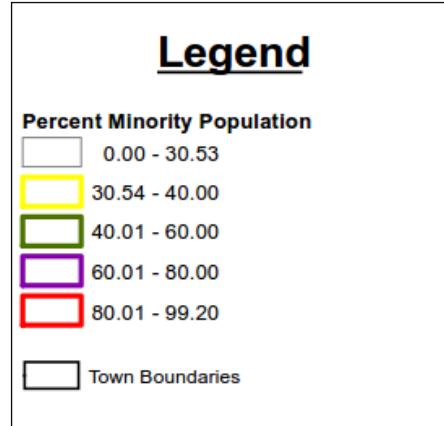 Legend
Percent Minority Population
0.00 - 30.53
30.54 - 40.00
40.01 - 60.00
60.01 - 80.00
80.01 - 99.20
Town Boundaries